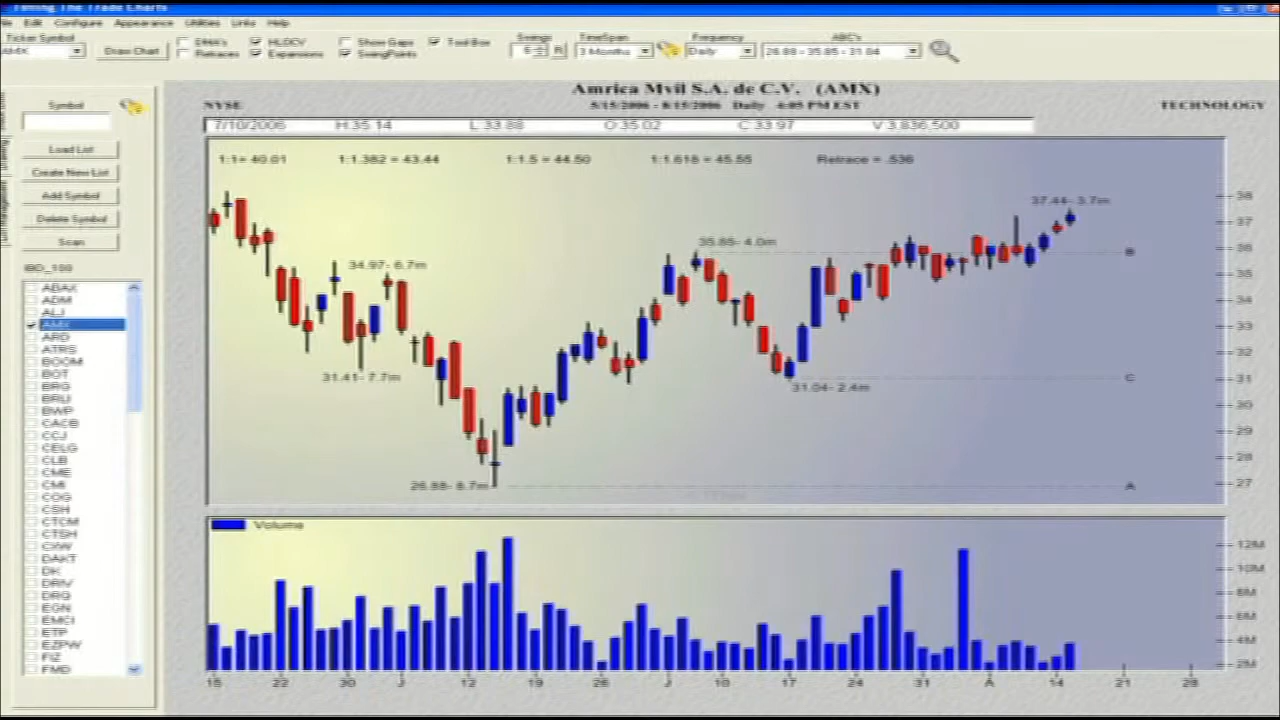 Timing The Trade Charts
File Edit Configure Appearance Utilities Links Help
Ticker Symbol
AMX
Draw Chart
DMA's
HLOCV
Show Gaps
Tool Box
Retraces
Expansions
SwingPoints
Swings
6
R
TimeSpan
3 Months
Frequency
Daily
ABC's
26.88 - 35.85 - 31.04
Amrica Mvil S.A. de C.V. (AMX)
NYSE
5/15/2006 - 8/15/2006 Daily 4:05 PM EST
TECHNOLOGY
7/10/2006 H:35.14 L:33.88 O:35.02 C:33.97 V:3,836,500
1:1= 40.01 1:1.382 = 43.44 1:1.5 = 44.50 1:1.618 = 45.55 Retrace = .536
Symbol
Load List
Create New List
Add Symbol
Delete Symbol
Scan
IBD_100
ABAX
ADM
ALJ
AMX
ARD
ATRS
BOOM
BOT
BRG
BRLI
BWP
CACB
CCJ
CELG
CLB
CME
CMI
COG
CSH
CTCM
CTSH
CXW
DAKT
DK
DRIV
DRQ
EGN
EMCI
ETP
EZPW
FIZ
FMD
37.44- 3.7m
35.85- 4.0m
34.97- 6.7m
31.41- 7.7m
31.04- 2.4m
26.88- 8.7m
B
C
A
38
37
36
35
34
33
32
31
30
29
28
27
Volume
12M
10M
8M
6M
4M
2M
15 22 30 J 12 19 26 J 10 17 24 31 A 14 21 28